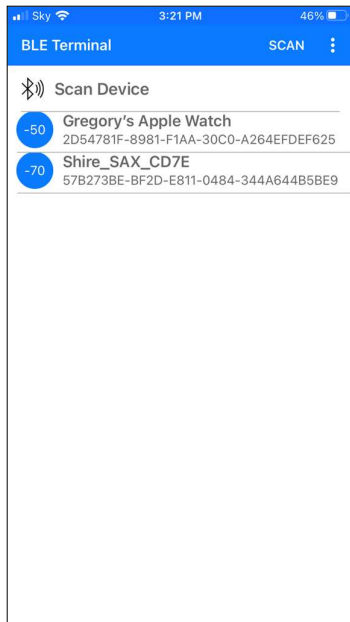 Sky 3:21 PM 46%
BLE Terminal SCAN
Scan Device
-50 Gregory's Apple Watch
2D54781F-8981-F1AA-30C0-A264EFDEF625
-70 Shire_SAX_CD7E
57B273BE-BF2D-E811-0484-344A644B5BE9